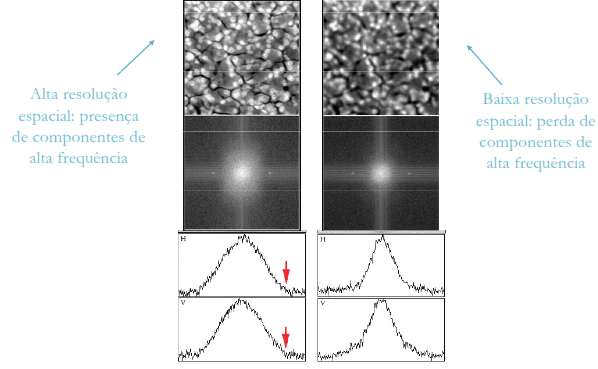 Alta resolução
espacial: presença
de componentes de
alta frequência
Baixa resolução
espacial: perda de
componentes de
alta frequência
H
H
V
V